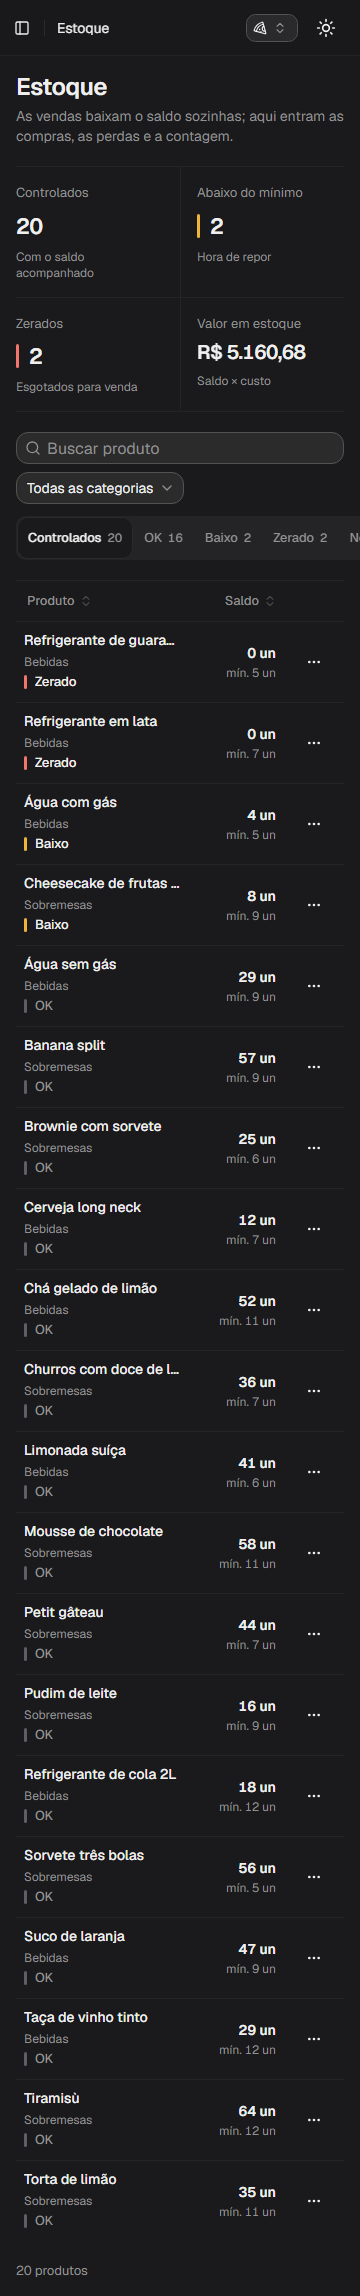 Estoque
Estoque
As vendas baixam o saldo sozinhas; aqui entram as
compras, as perdas e a contagem.
Controlados
20
Com o saldo
acompanhado
Abaixo do mínimo
2
Hora de repor
Zerados
2
Esgotados para venda
Valor em estoque
R$ 5.160,68
Saldo × custo
Buscar produto
Todas as categorias
Controlados 20 OK 16 Baixo 2 Zerado 2
Produto Saldo
Refrigerante de guara...
Bebidas
Zerado
0 un
mín. 5 un
Refrigerante em lata
Bebidas
Zerado
0 un
mín. 7 un
Água com gás
Bebidas
Baixo
4 un
mín. 5 un
Cheesecake de frutas ...
Sobremesas
Baixo
8 un
mín. 9 un
Água sem gás
Bebidas
OK
29 un
mín. 9 un
Banana split
Sobremesas
OK
57 un
mín. 9 un
Brownie com sorvete
Sobremesas
OK
25 un
mín. 6 un
Cerveja long neck
Bebidas
OK
12 un
mín. 7 un
Chá gelado de limão
Bebidas
OK
52 un
mín. 11 un
Churros com doce de l...
Sobremesas
OK
36 un
mín. 7 un
Limonada suíça
Bebidas
OK
41 un
mín. 6 un
Mousse de chocolate
Sobremesas
OK
58 un
mín. 11 un
Petit gâteau
Sobremesas
OK
44 un
mín. 7 un
Pudim de leite
Sobremesas
OK
16 un
mín. 9 un
Refrigerante de cola 2L
Bebidas
OK
18 un
mín. 12 un
Sorvete três bolas
Sobremesas
OK
56 un
mín. 5 un
Suco de laranja
Bebidas
OK
47 un
mín. 9 un
Taça de vinho tinto
Bebidas
OK
29 un
mín. 12 un
Tiramisù
Sobremesas
OK
64 un
mín. 12 un
Torta de limão
Sobremesas
OK
35 un
mín. 11 un
20 produtos